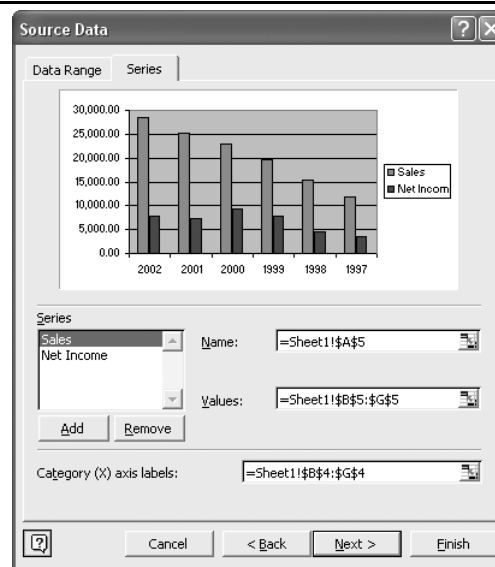 Source Data
Data Range Series
30,000.00
25,000.00
20,000.00
15,000.00
10,000.00
5,000.00
0.00
2002 2001 2000 1999 1998 1997
Sales
Net Incom
Series
Sales
Net Income
Name: =Sheet1!$A$5
Values: =Sheet1!$B$5:$G$5
Add Remove
Category (X) axis labels: =Sheet1!$B$4:$G$4
Cancel < Back Next > Finish